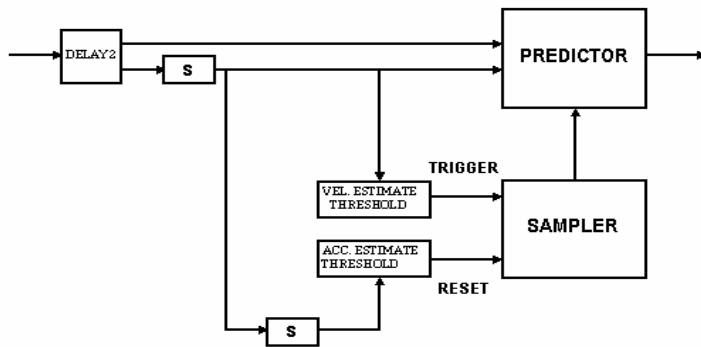 DELAY2
S
PREDICTOR
VEL. ESTIMATE
THRESHOLD
TRIGGER
SAMPLER
ACC. ESTIMATE
THRESHOLD
RESET
S